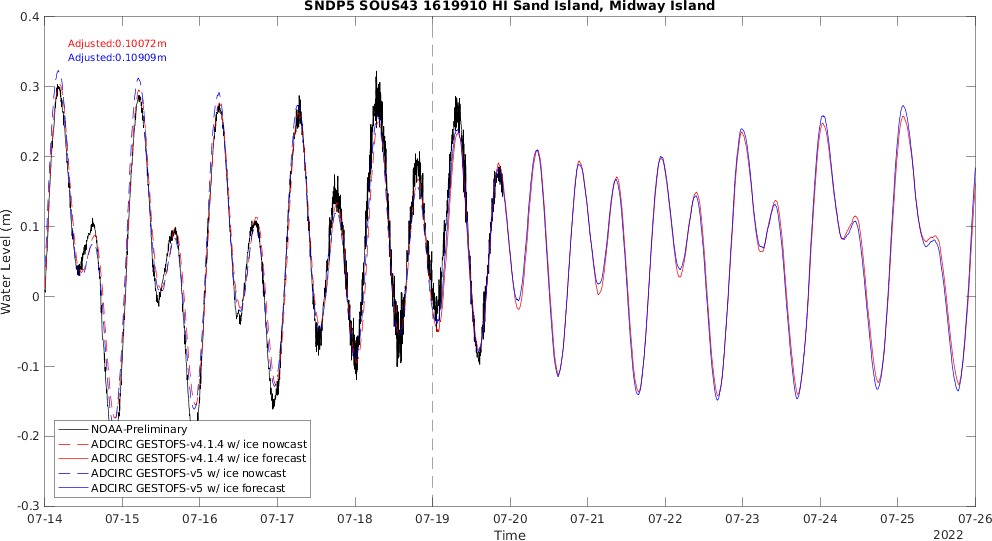 SNDP5 SOUS43 1619910 HI Sand Island, Midway Island
Adjusted:0.10072m
Adjusted:0.10909m
Water Level (m)
0.4
0.3
0.2
0.1
0
-0.1
-0.2
-0.3
NOAA-Preliminary
ADCIRC GESTOFS-v4.1.4 w/ ice nowcast
ADCIRC GESTOFS-v4.1.4 w/ ice forecast
ADCIRC GESTOFS-v5 w/ ice nowcast
ADCIRC GESTOFS-v5 w/ ice forecast
07-14 07-15 07-16 07-17 07-18 07-19 07-20 07-21 07-22 07-23 07-24 07-25 07-26
Time
2022